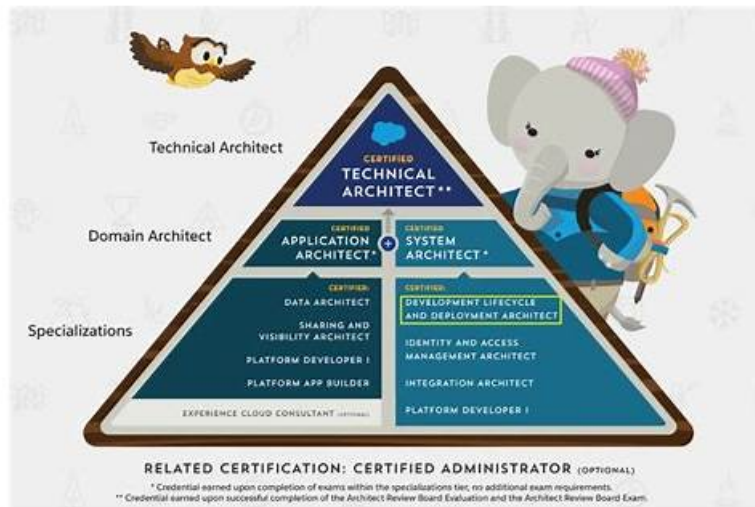 Technical Architect
CERTIFIED
TECHNICAL
ARCHITECT**
Domain Architect
CERTIFIED
APPLICATION
ARCHITECT*
+
CERTIFIED
SYSTEM
ARCHITECT*
Specializations
CERTIFIED:
DATA ARCHITECT
SHARING AND
VISIBILITY ARCHITECT
PLATFORM DEVELOPER I
PLATFORM APP BUILDER
EXPERIENCE CLOUD CONSULTANT (OPTIONAL)
CERTIFIED:
DEVELOPMENT LIFECYCLE
AND DEPLOYMENT ARCHITECT
IDENTITY AND ACCESS
MANAGEMENT ARCHITECT
INTEGRATION ARCHITECT
PLATFORM DEVELOPER I
RELATED CERTIFICATION: CERTIFIED ADMINISTRATOR (OPTIONAL)
* Credential earned upon completion of exams within the specializations tier, no additional exam requirements.
** Credential earned upon successful completion of the Architect Review Board Evaluation and the Architect Review Board Exam.